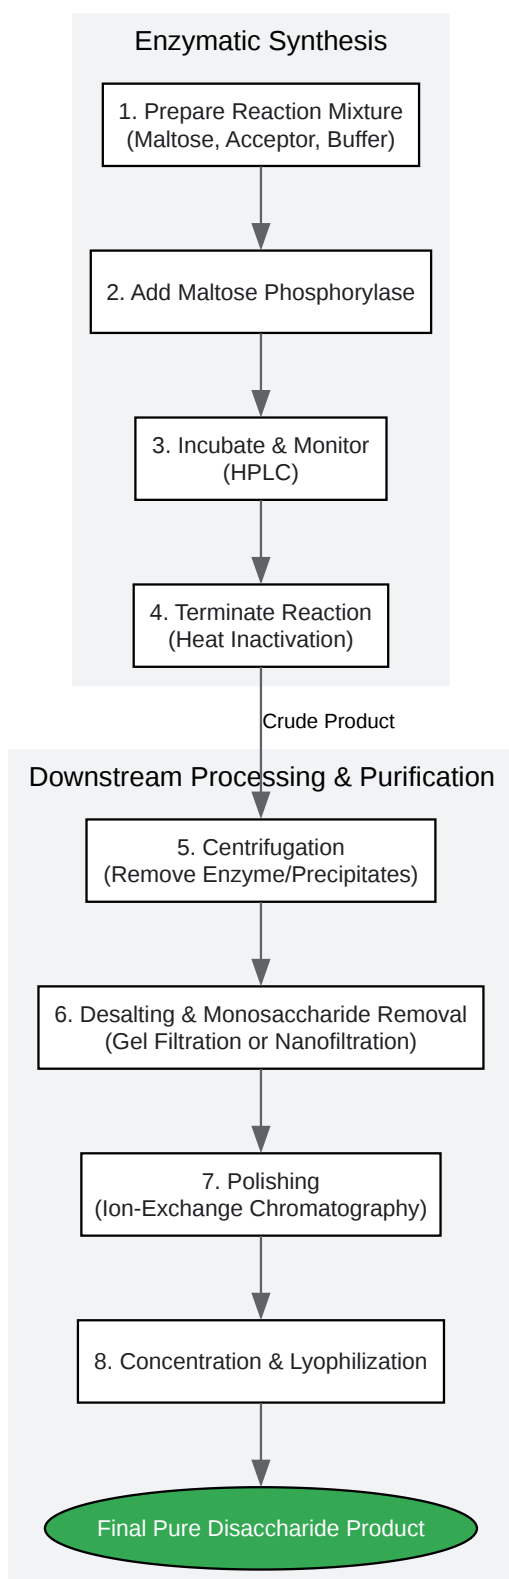 Enzymatic Synthesis
1. Prepare Reaction Mixture
(Maltose, Acceptor, Buffer)
2. Add Maltose Phosphorylase
3. Incubate & Monitor
(HPLC)
4. Terminate Reaction
(Heat Inactivation)
Crude Product
Downstream Processing & Purification
5. Centrifugation
(Remove Enzyme/Precipitates)
6. Desalting & Monosaccharide Removal
(Gel Filtration or Nanofiltration)
7. Polishing
(Ion-Exchange Chromatography)
8. Concentration & Lyophilization
Final Pure Disaccharide Product